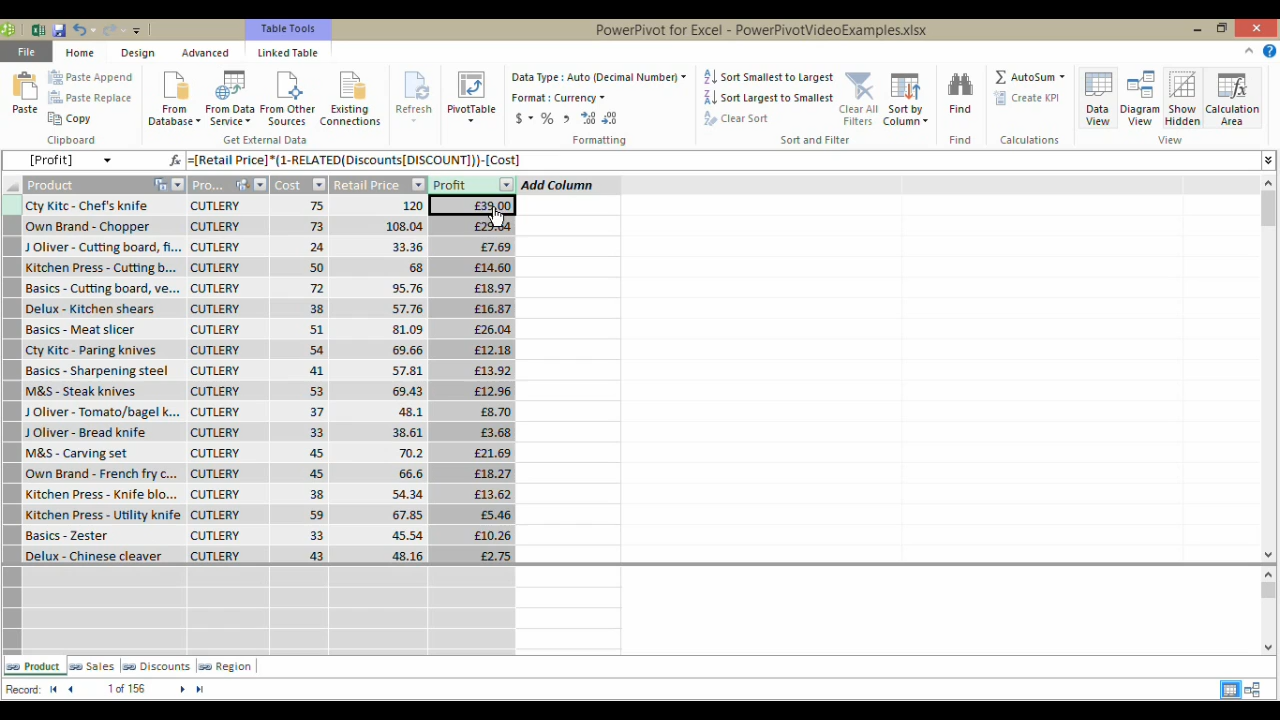 PowerPivot for Excel - PowerPivotVideoExamples.xlsx
Table Tools
File Home Design Advanced Linked Table
Paste
Paste Append
Paste Replace
Copy
Clipboard
From Database
From Data Service
From Other Sources
Existing Connections
Get External Data
Refresh
PivotTable
Data Type : Auto (Decimal Number)
Format : Currency
$ % ,
Formatting
Sort Smallest to Largest
Sort Largest to Smallest
Clear Sort
Clear All Filters
Sort by Column
Sort and Filter
Find
Find
AutoSum
Create KPI
Calculations
Data View
Diagram View
Show Hidden
Calculation Area
View
[Profit] fx =[Retail Price]*(1-RELATED(Discounts[DISCOUNT]))-[Cost]
Product Pro... Cost Retail Price Profit Add Column
Cty Kitc - Chef's knife CUTLERY 75 120 £39.00
Own Brand - Chopper CUTLERY 73 108.04
J Oliver - Cutting board, fi... CUTLERY 24 33.36 £7.69
Kitchen Press - Cutting b... CUTLERY 50 68 £14.60
Basics - Cutting board, ve... CUTLERY 72 95.76 £18.97
Delux - Kitchen shears CUTLERY 38 57.76 £16.87
Basics - Meat slicer CUTLERY 51 81.09 £26.04
Cty Kitc - Paring knives CUTLERY 54 69.66 £12.18
Basics - Sharpening steel CUTLERY 41 57.81 £13.92
M&S - Steak knives CUTLERY 53 69.43 £12.96
J Oliver - Tomato/bagel k... CUTLERY 37 48.1 £8.70
J Oliver - Bread knife CUTLERY 33 38.61 £3.68
M&S - Carving set CUTLERY 45 70.2 £21.69
Own Brand - French fry c... CUTLERY 45 66.6 £18.27
Kitchen Press - Knife blo... CUTLERY 38 54.34 £13.62
Kitchen Press - Utility knife CUTLERY 59 67.85 £5.46
Basics - Zester CUTLERY 33 45.54 £10.26
Delux - Chinese cleaver CUTLERY 43 48.16 £2.75
Product Sales Discounts Region
Record: 1 of 156